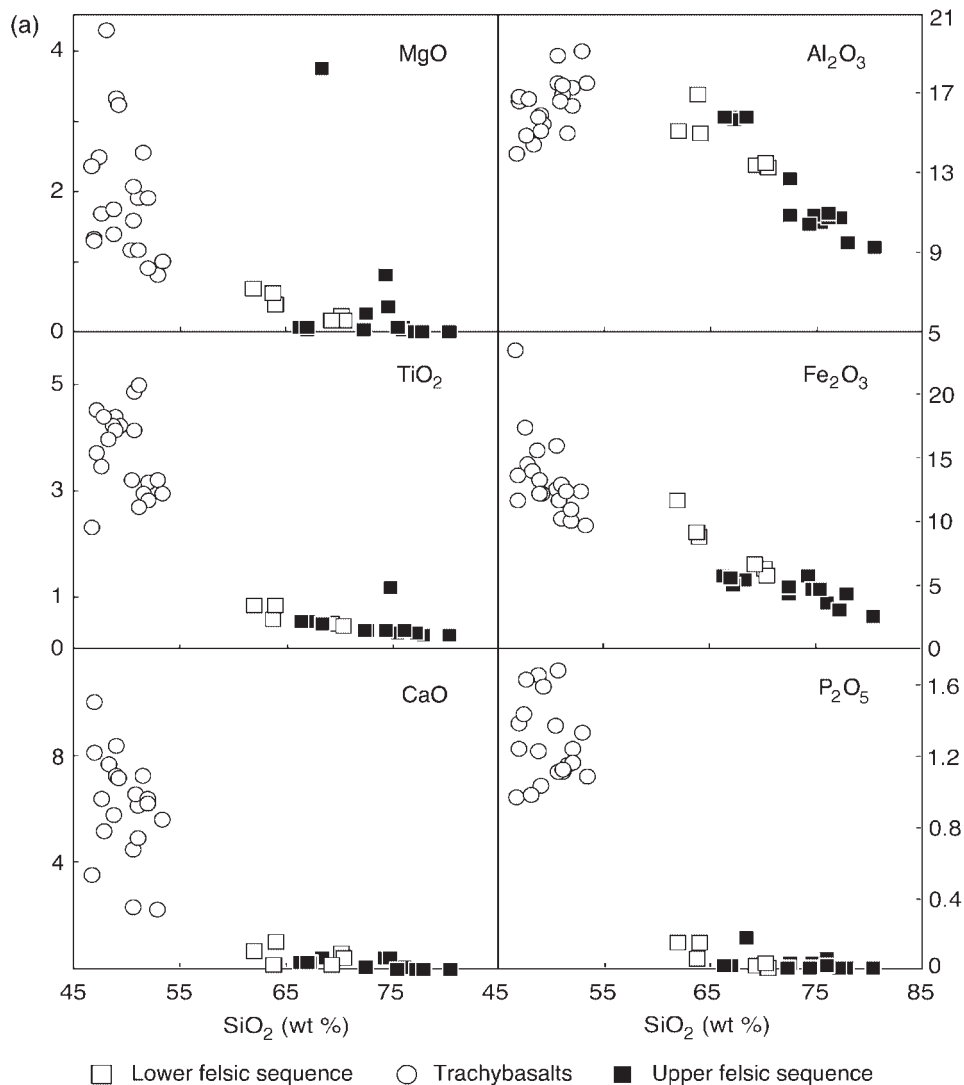 (a)
MgO
4
2
0
Al2O3
21
17
13
9
5
TiO2
5
3
1
0
Fe2O3
20
15
10
5
0
CaO
8
4
P2O5
1.6
1.2
0.8
0.4
0
45 55 65 75 55 65 75 85
SiO2 (wt %) SiO2 (wt %)
Lower felsic sequence Trachybasalts Upper felsic sequence